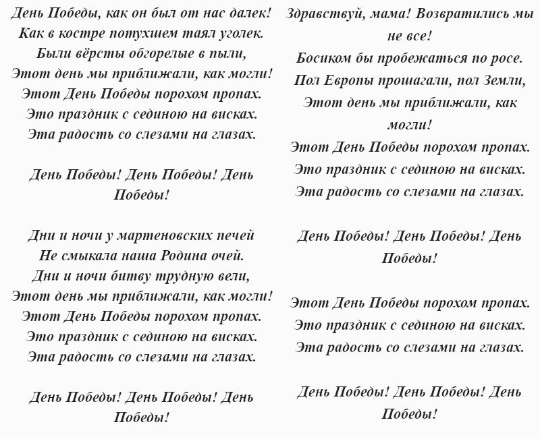 День Победы, как он был от нас далек!
Как в костре потухшем таял уголек.
Были вёрсты обгорелые в пыли,
Этот день мы приближали, как могли!
Этот День Победы порохом пропах.
Это праздник с сединою на висках.
Эта радость со слезами на глазах.
День Победы! День Победы! День
Победы!
Дни и ночи у мартеновских печей
Не смыкала наша Родина очей.
Дни и ночи битву трудную вели,
Этот день мы приближали, как могли!
Этот День Победы порохом пропах.
Это праздник с сединою на висках.
Эта радость со слезами на глазах.
День Победы! День Победы! День
Победы!
Здравствуй, мама! Возвратились мы
не все!
Босиком бы пробежаться по росе.
Пол Европы прошагали, пол Земли,
Этот день мы приближали, как
могли!
Этот День Победы порохом пропах.
Это праздник с сединою на висках.
Эта радость со слезами на глазах.
День Победы! День Победы! День
Победы!
Этот День Победы порохом пропах.
Это праздник с сединою на висках.
Эта радость со слезами на глазах.
День Победы! День Победы! День
Победы!